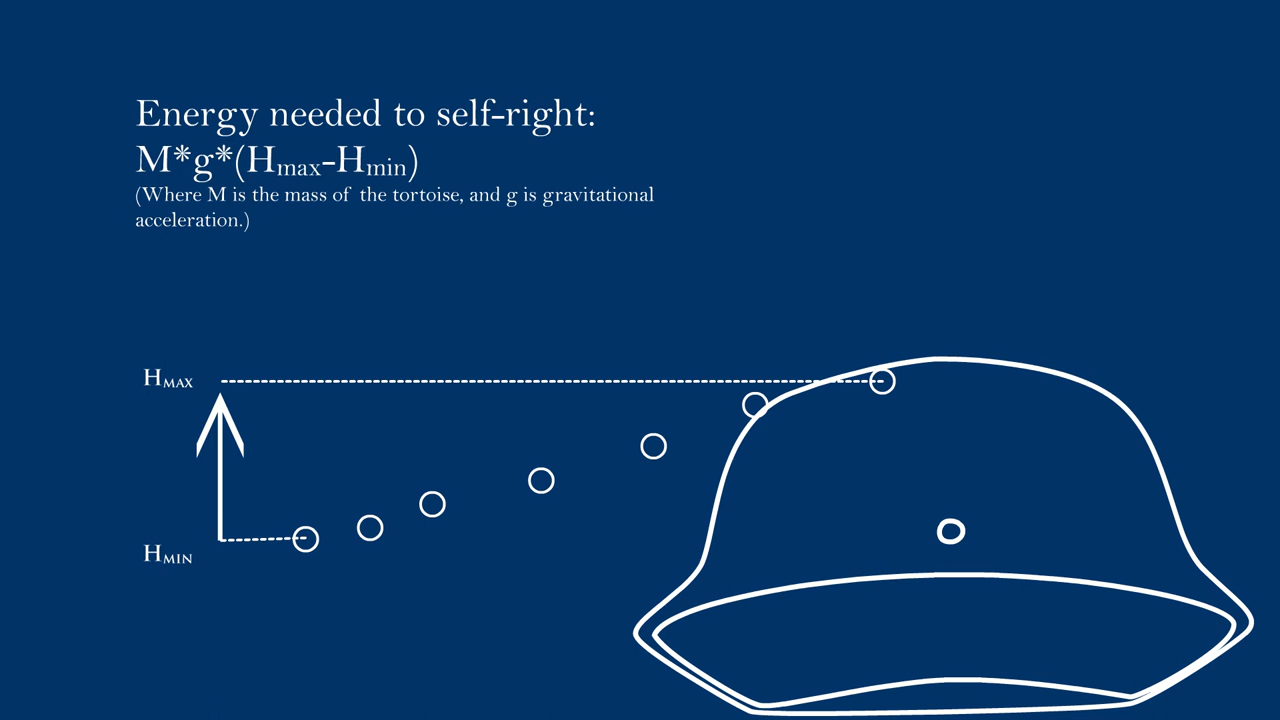 Energy needed to self-right:
M*g*(Hmax-Hmin)
(Where M is the mass of the tortoise, and g is gravitational
acceleration.)
HMAX
HMIN